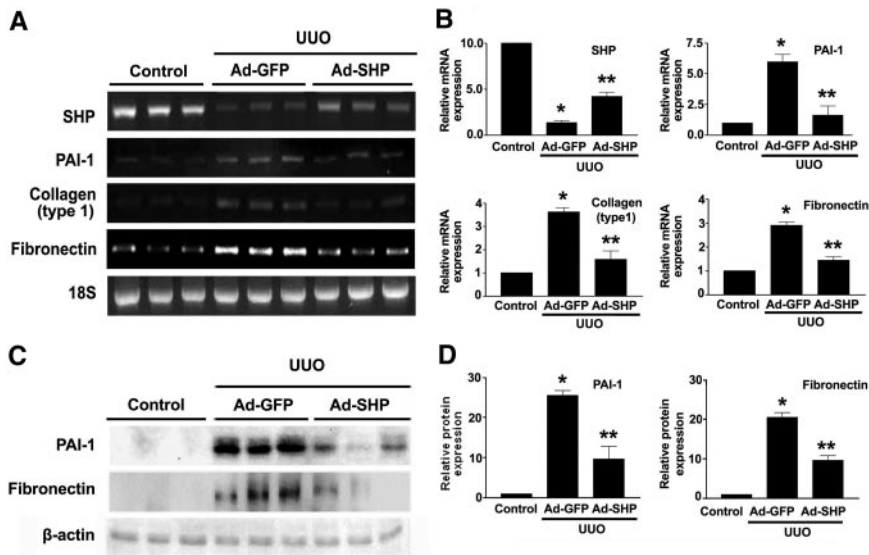 A
UUO
Control Ad-GFP Ad-SHP
SHP
PAI-1
Collagen
(type 1)
Fibronectin
18S
B
Relative mRNA
expression
10.0
7.5
5.0
2.5
0.0
SHP
*
**
Control Ad-GFP Ad-SHP
UUO
Relative mRNA
expression
7.5
5.0
2.5
0.0
PAI-1
*
**
Control Ad-GFP Ad-SHP
UUO
Relative mRNA
expression
4
3
2
1
0
Collagen
(type1)
*
**
Control Ad-GFP Ad-SHP
UUO
Relative mRNA
expression
4
3
2
1
0
Fibronectin
*
**
Control Ad-GFP Ad-SHP
UUO
C
UUO
Control Ad-GFP Ad-SHP
PAI-1
Fibronectin
β-actin
D
Relative protein
expression
30
20
10
0
PAI-1
*
**
Control Ad-GFP Ad-SHP
UUO
Relative protein
expression
30
20
10
0
Fibronectin
*
**
Control Ad-GFP Ad-SHP
UUO